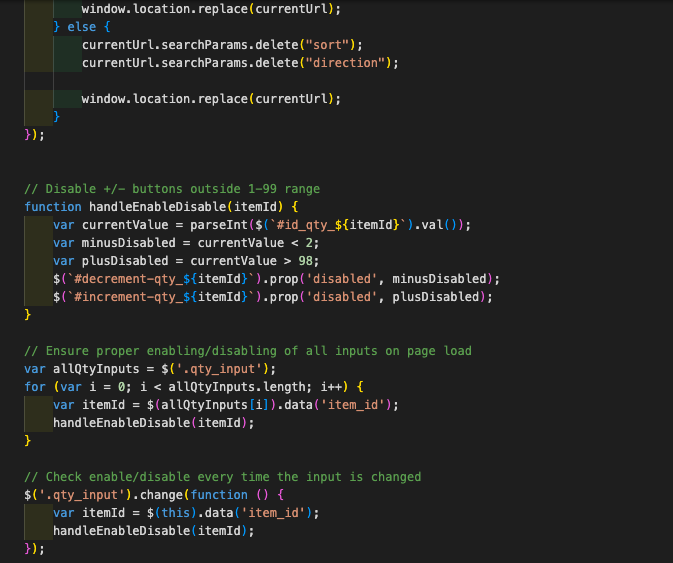 window.location.replace(currentUrl);
} else {
currentUrl.searchParams.delete("sort");
currentUrl.searchParams.delete("direction");
window.location.replace(currentUrl);
}
});
// Disable +/- buttons outside 1-99 range
function handleEnableDisable(itemId) {
var currentValue = parseInt($(`#id_qty_${itemId}`).val());
var minusDisabled = currentValue < 2;
var plusDisabled = currentValue > 98;
$(`#decrement-qty_${itemId}`).prop('disabled', minusDisabled);
$(`#increment-qty_${itemId}`).prop('disabled', plusDisabled);
}
// Ensure proper enabling/disabling of all inputs on page load
var allQtyInputs = $('.qty_input');
for (var i = 0; i < allQtyInputs.length; i++) {
var itemId = $(allQtyInputs[i]).data('item_id');
handleEnableDisable(itemId);
}
// Check enable/disable every time the input is changed
$('.qty_input').change(function () {
var itemId = $(this).data('item_id');
handleEnableDisable(itemId);
});